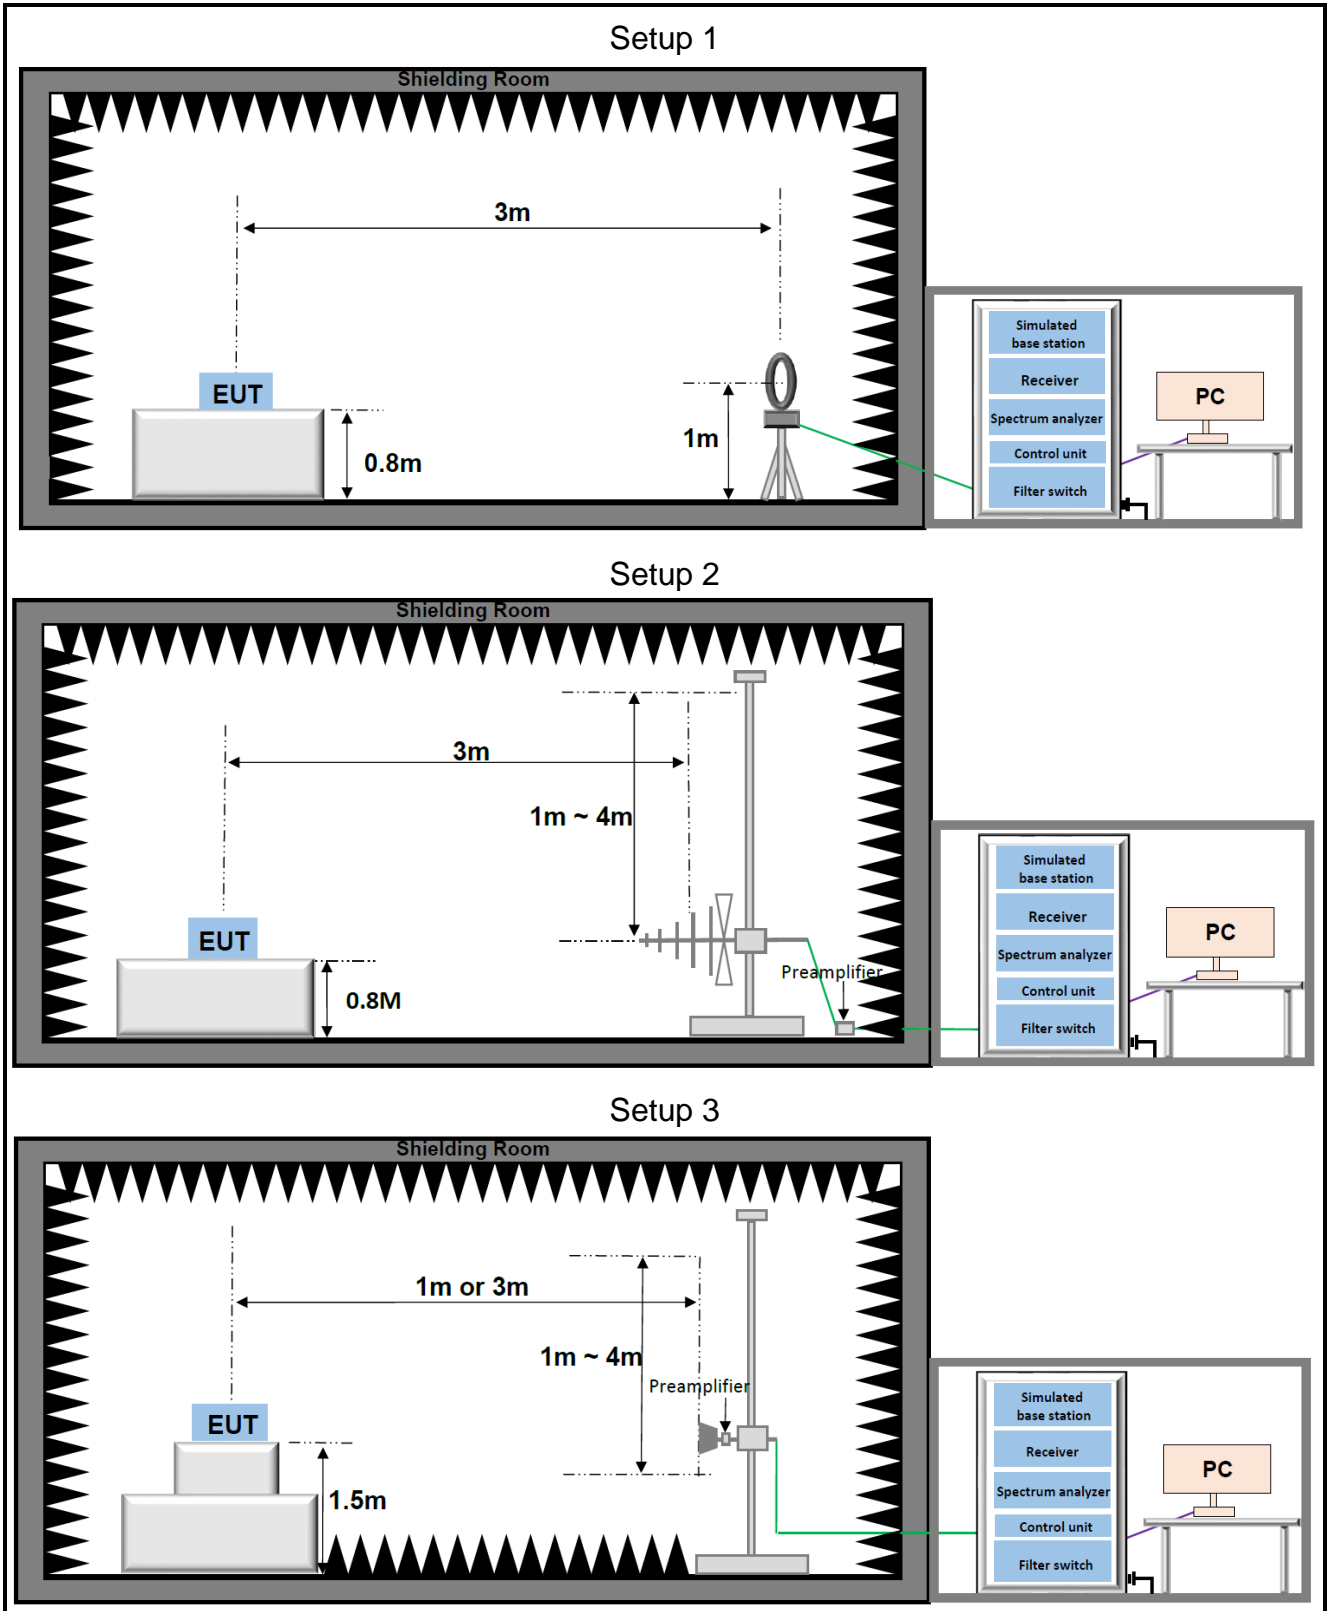 Setup 1
Shielding Room
3m
EUT
0.8m
1m
Simulated
base station
Receiver
Spectrum analyzer
Control unit
Filter switch
PC
Setup 2
Shielding Room
3m
1m ~ 4m
EUT
0.8M
Preamplifier
Simulated
base station
Receiver
Spectrum analyzer
Control unit
Filter switch
PC
Setup 3
Shielding Room
1m or 3m
1m ~ 4m
Preamplifier
EUT
1.5m
Simulated
base station
Receiver
Spectrum analyzer
Control unit
Filter switch
PC